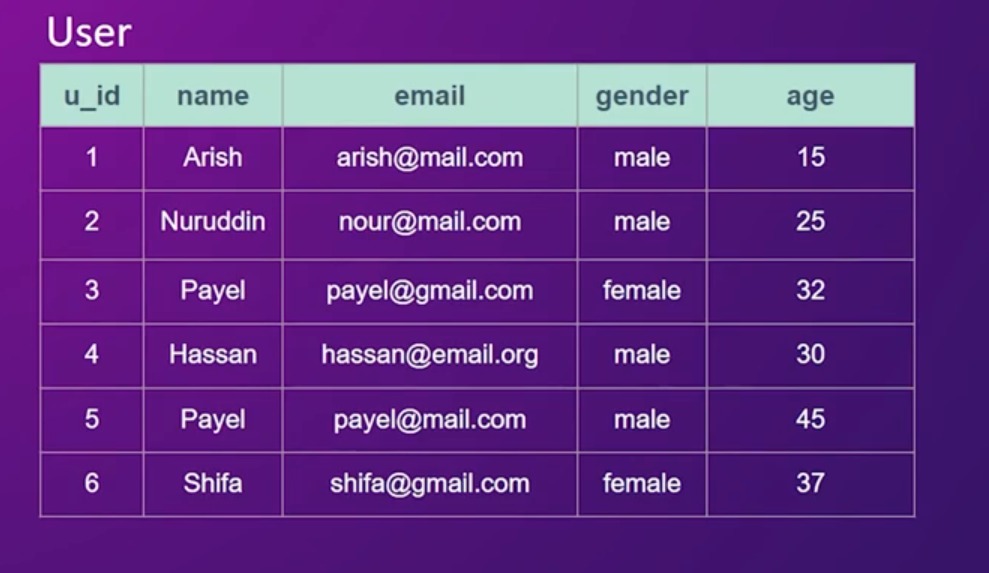 User
u_id name email gender age
1 Arish arish@mail.com male 15
2 Nuruddin nour@mail.com male 25
3 Payel payel@gmail.com female 32
4 Hassan hassan@email.org male 30
5 Payel payel@mail.com male 45
6 Shifa shifa@gmail.com female 37